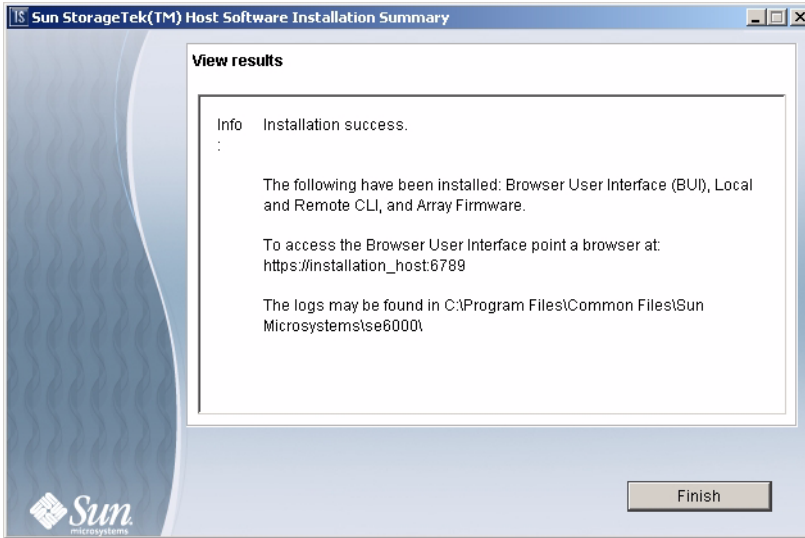 Sun StorageTek(TM) Host Software Installation Summary
View results
Info : Installation success.
The following have been installed: Browser User Interface (BUI), Local
and Remote CLI, and Array Firmware.
To access the Browser User Interface point a browser at:
https://installation_host:6789
The logs may be found in C:\Program Files\Common Files\Sun
Microsystems\se6000\
Finish
Sun
microsystems